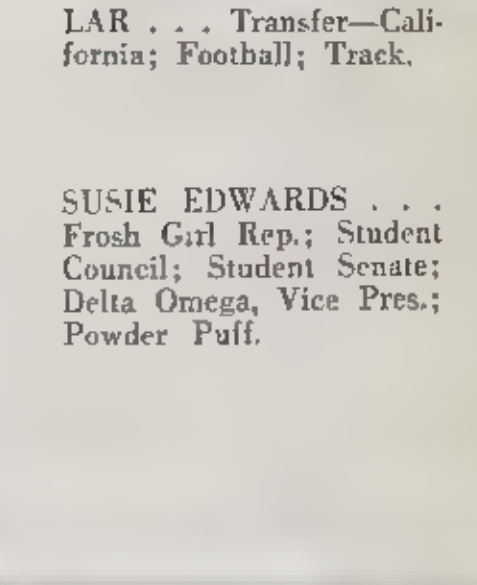 LAR . . . Transfer—Cali-
fornia; Football; Track.
SUSIE EDWARDS . . .
Frosh Girl Rep.; Student
Council; Student Senate;
Delta Omega, Vice Pres.;
Powder Puff.